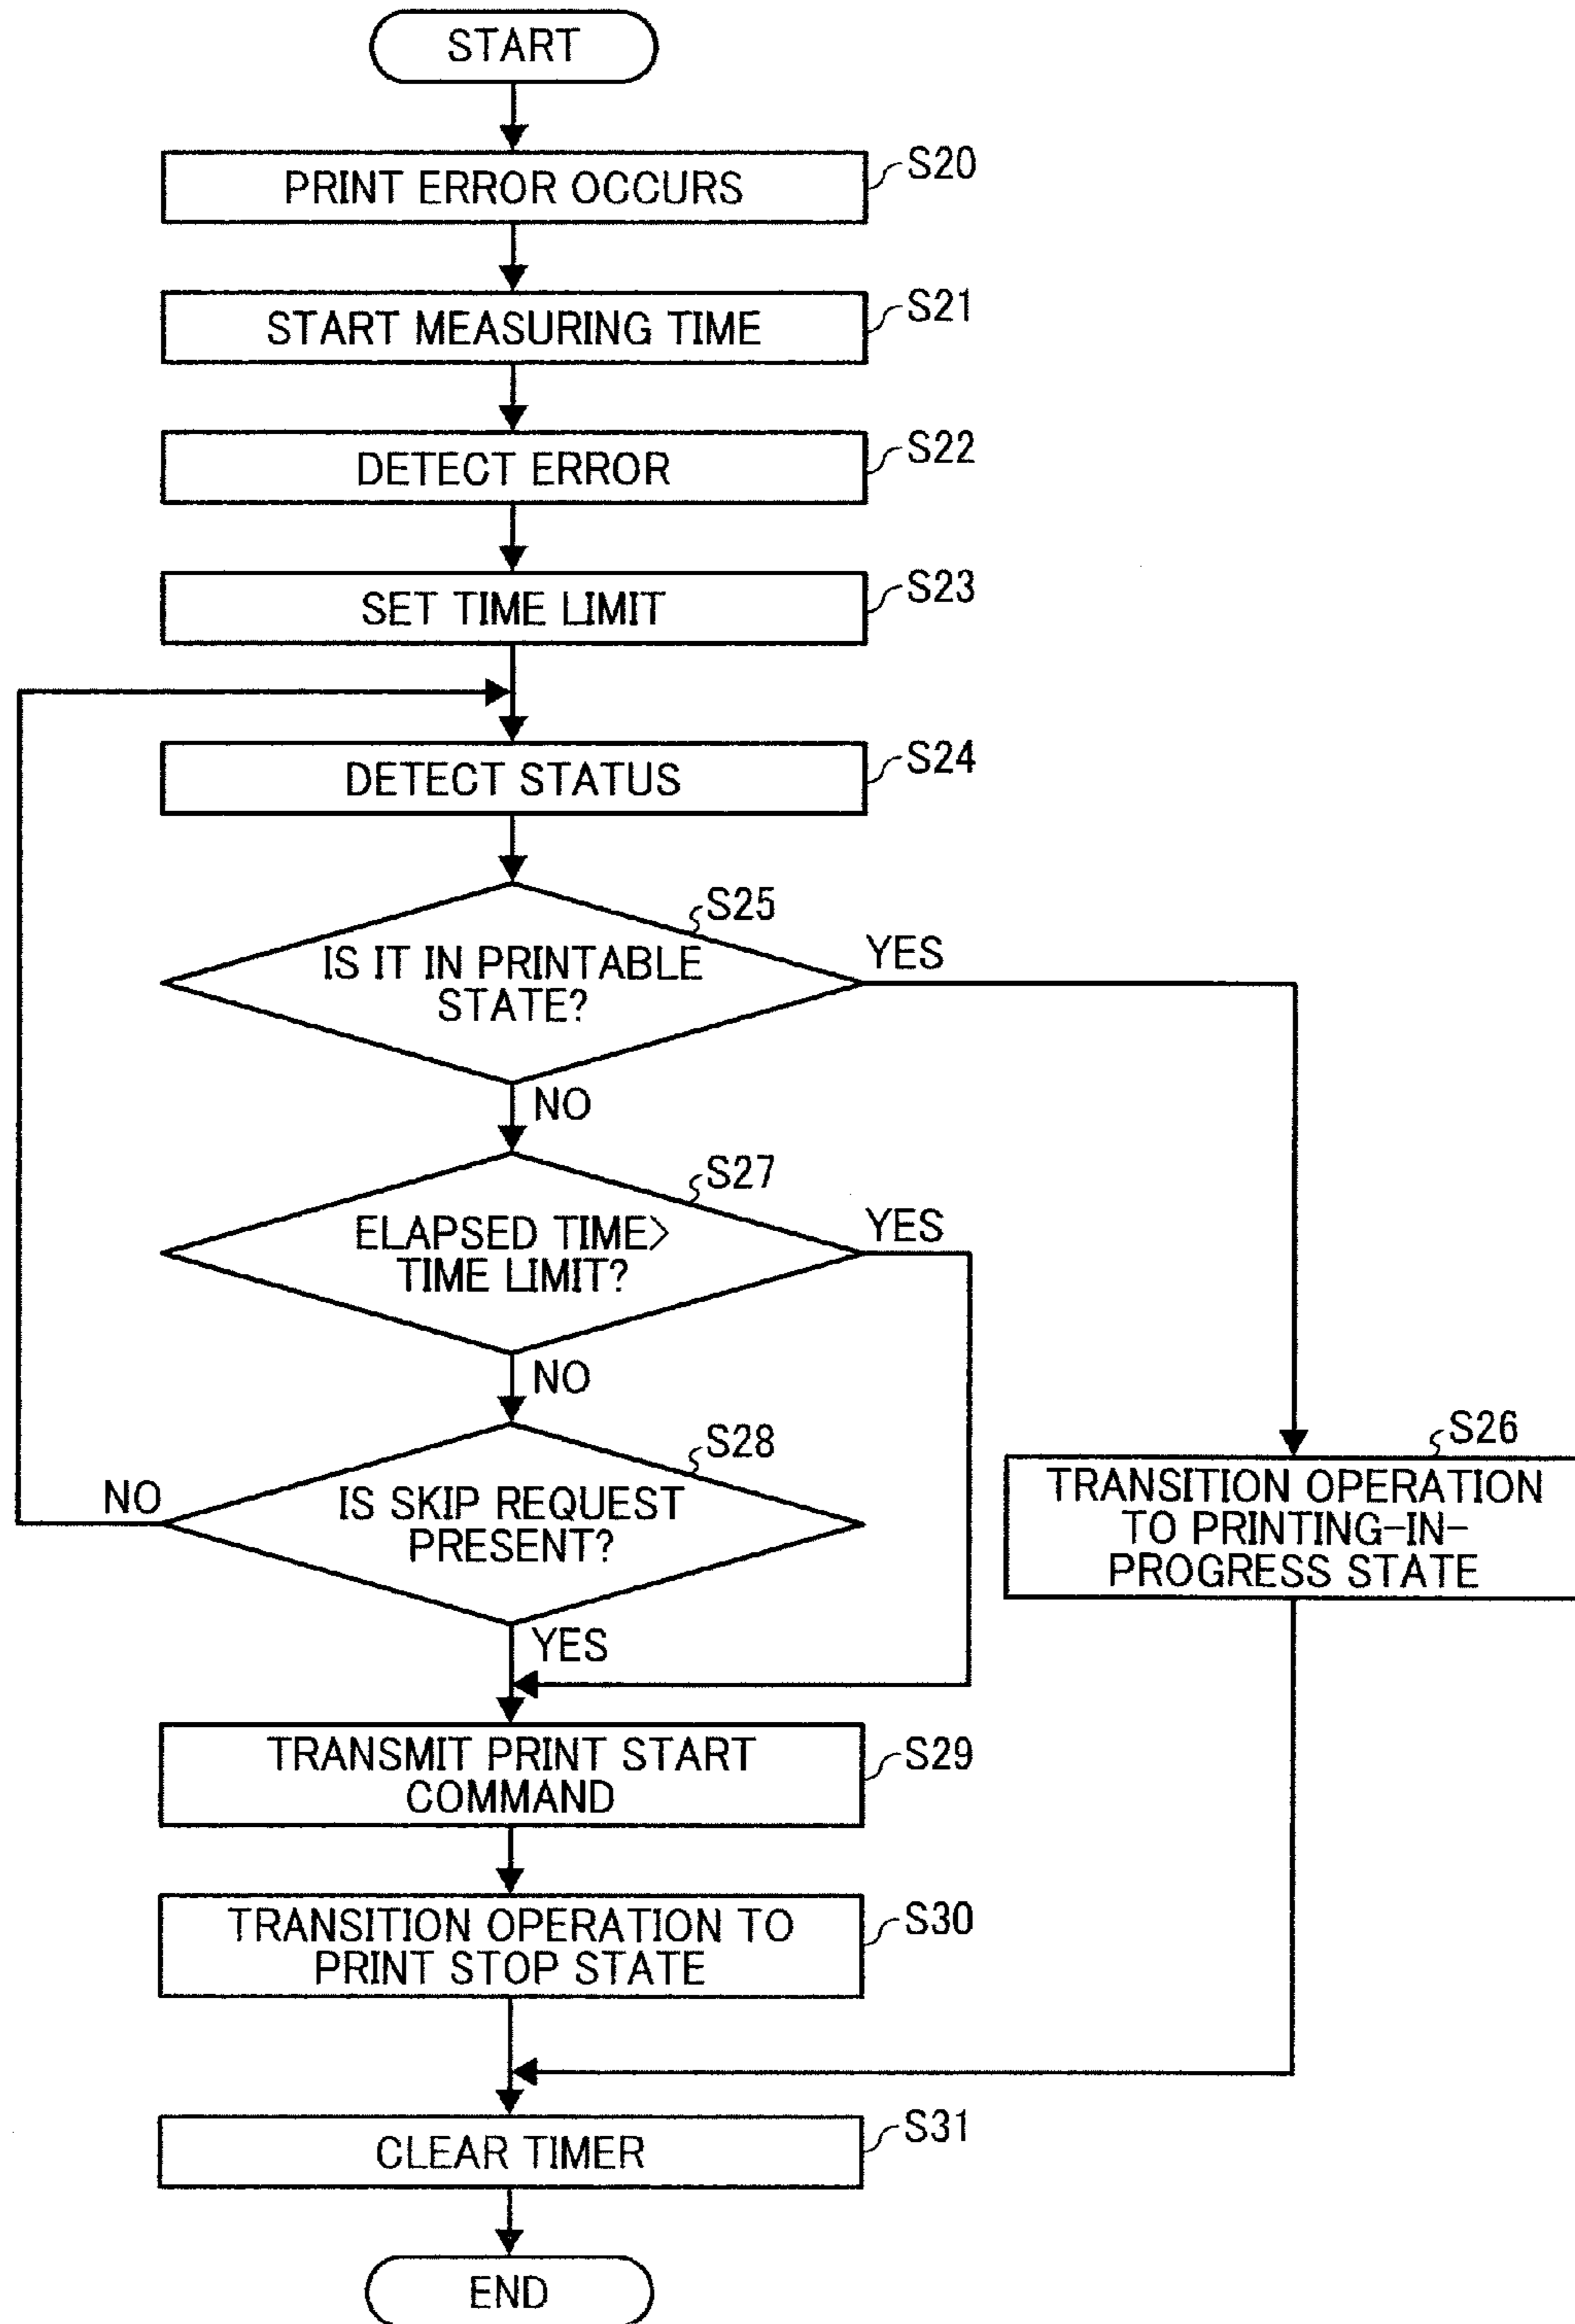 START
PRINT ERROR OCCURS
S20
START MEASURING TIME
S21
DETECT ERROR
S22
SET TIME LIMIT
S23
DETECT STATUS
S24
S25
IS IT IN PRINTABLE
STATE?
YES
NO
S27
ELAPSED TIME>
TIME LIMIT?
YES
NO
S28
IS SKIP REQUEST
PRESENT?
NO
YES
S26
TRANSITION OPERATION
TO PRINTING-IN-
PROGRESS STATE
TRANSMIT PRINT START
COMMAND
S29
TRANSITION OPERATION TO
PRINT STOP STATE
S30
CLEAR TIMER
S31
END